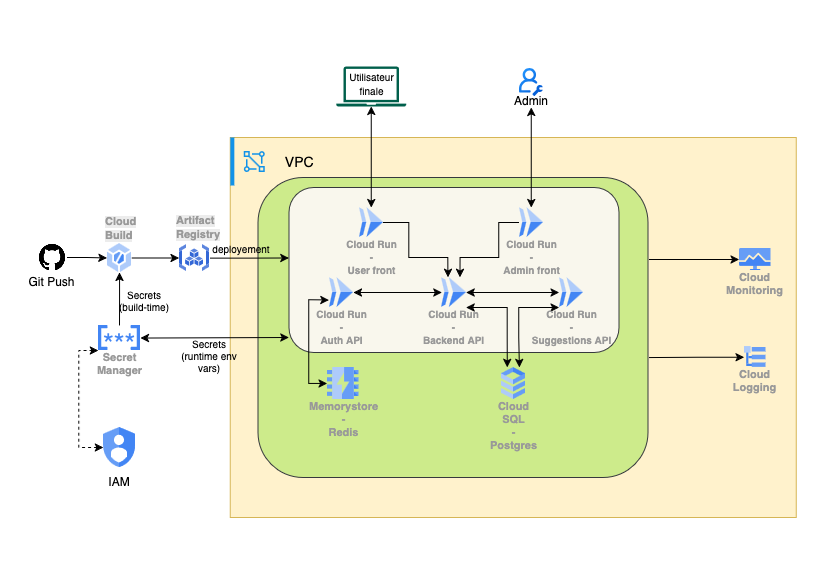 Utilisateur
finale
Admin
VPC
Cloud
Build
Artifact
Registry
Cloud Run
-
User front
Cloud Run
-
Admin front
deployement
Git Push
Cloud
Monitoring
Secrets
(build-time)
Cloud Run
-
Auth API
Cloud Run
-
Backend API
Cloud Run
-
Suggestions API
***
Secret
Manager
Secrets
(runtime env
vars)
Cloud
Logging
Memorystore
-
Redis
Cloud
SQL
-
Postgres
IAM